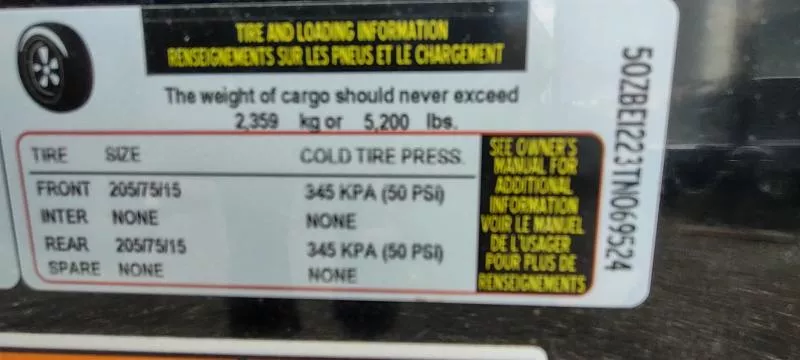 TIRE AND LOADING INFORMATION
RENSEIGNEMENTS SUR LES PNEUS ET LE CHARGEMENT
The weight of cargo should never exceed
2,359 kg or 5,200 lbs.
TIRE SIZE COLD TIRE PRESS.
FRONT 205/75/15 345 KPA (50 PSI)
INTER NONE NONE
REAR 205/75/15 345 KPA (50 PSI)
SPARE NONE NONE
SEE OWNER'S
MANUAL FOR
ADDITIONAL
INFORMATION
VOIR LE MANUEL
DE L'USAGER
POUR PLUS DE
RENSEIGNEMENTS
50ZBE1223TN069524